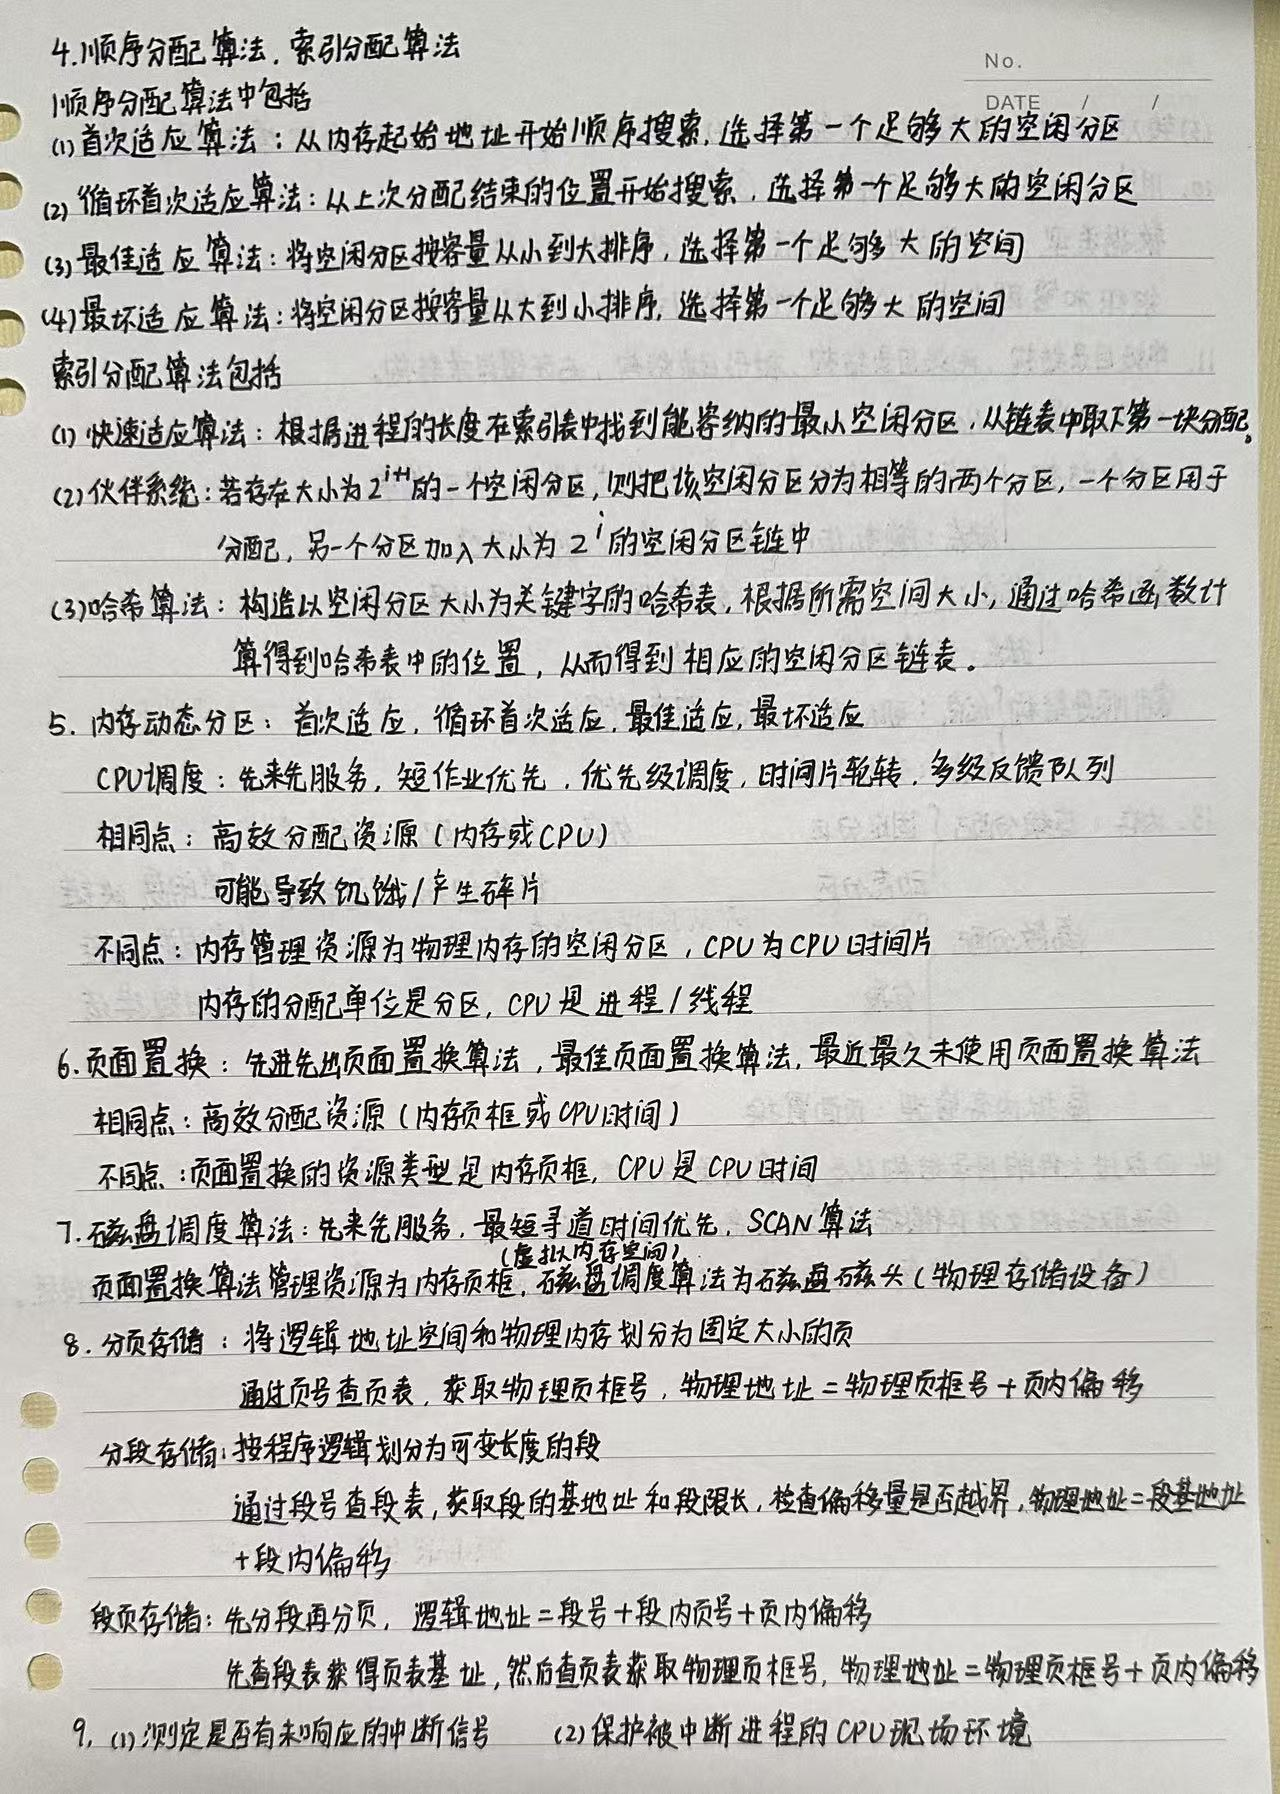 No.
DATE / /
4.顺序分配算法,索引分配算法
顺序分配算法中包括
(1)首次适应算法:从内存起始地址开始顺序搜索,选择第一个足够大的空闲分区
(2)循环首次适应算法:从上次分配结束的位置开始搜索,选择第一个足够大的空闲分区
(3)最佳适应算法:将空闲分区按容量从小到大排序,选择第一个足够大的空间
(4)最坏适应算法:将空闲分区按容量从大到小排序,选择第一个足够大的空间
索引分配算法包括
(1)快速适应算法:根据进程的长度在索引表中找到能容纳的最小空闲分区,从链表中取下第一块分配。
(2)伙伴系统:若存在大小为2^{i+1}的一个空闲分区,则把该空闲分区分为相等的两个分区,一个分区用于
分配,另一个分区加入大小为2^i的空闲分区链中
(3)哈希算法:构造以空闲分区大小为关键字的哈希表,根据所需空间大小,通过哈希函数计
算得到哈希表中的位置,从而得到相应的空闲分区链表。
5.内存动态分区:首次适应,循环首次适应,最佳适应,最坏适应
CPU调度:先来先服务,短作业优先,优先级调度,时间片轮转,多级反馈队列
相同点:高效分配资源(内存或CPU)
可能导致饥饿/产生碎片
不同点:内存管理资源为物理内存的空闲分区,CPU为CPU时间片
内存的分配单位是分区,CPU是进程/线程
6.页面置换:先进先出页面置换算法,最佳页面置换算法,最近最久未使用页面置换算法
相同点:高效分配资源(内存页框或CPU时间)
不同点:页面置换的资源类型是内存页框,CPU是CPU时间
7.磁盘调度算法:先来先服务,最短寻道时间优先,SCAN算法
(虚拟内存空间)
页面置换算法管理资源为内存页框,磁盘调度算法为磁盘磁头(物理存储设备)
8.分页存储:将逻辑地址空间和物理内存划分为固定大小的页
通过页号查页表,获取物理页框号,物理地址=物理页框号+页内偏移
分段存储:按程序逻辑划分为可变长度的段
通过段号查段表,获取段的基地址和段限长,检查偏移量是否越界,物理地址=段基地址
+段内偏移
段页存储:先分段再分页,逻辑地址=段号+段内页号+页内偏移
先查段表获得页表基址,然后查页表获取物理页框号,物理地址=物理页框号+页内偏移
9.(1)测定是否有未响应的中断信号 (2)保护被中断进程的CPU现场环境